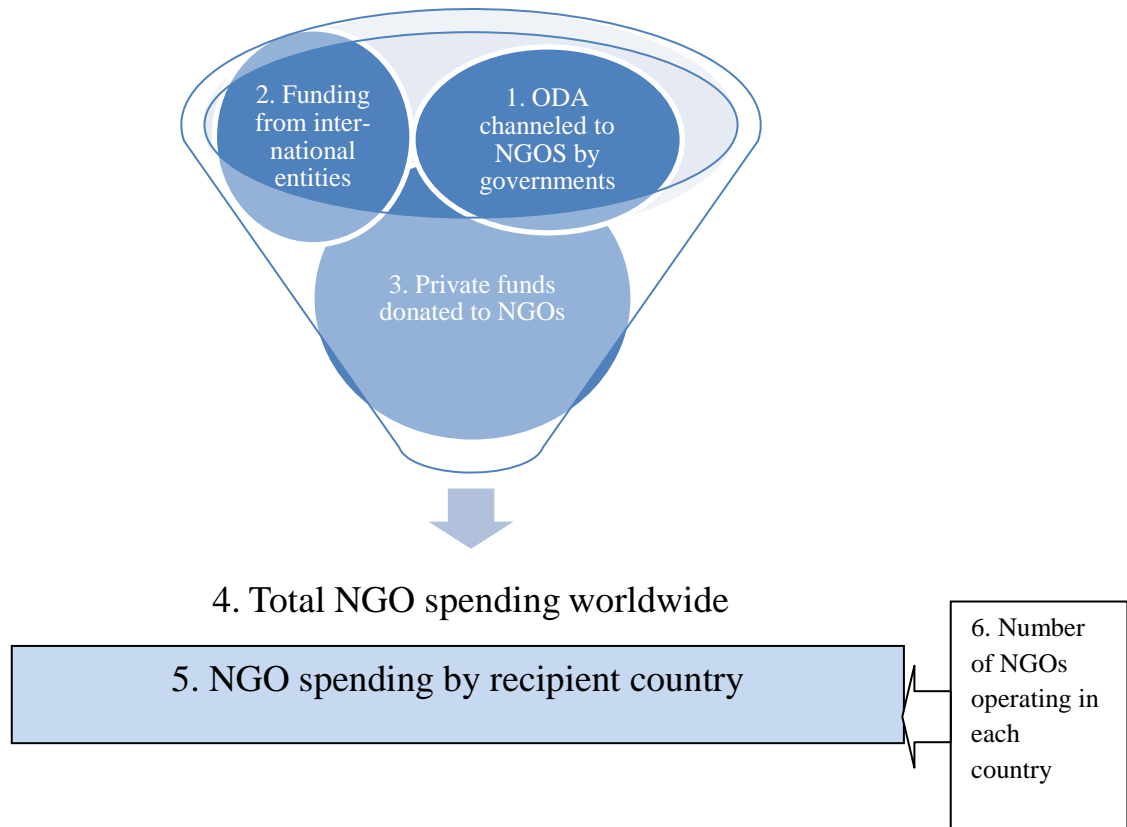 2. Funding
from inter-
national
entities
1. ODA
channeled to
NGOS by
governments
3. Private funds
donated to NGOs
4. Total NGO spending worldwide
5. NGO spending by recipient country
6. Number
of NGOs
operating in
each
country